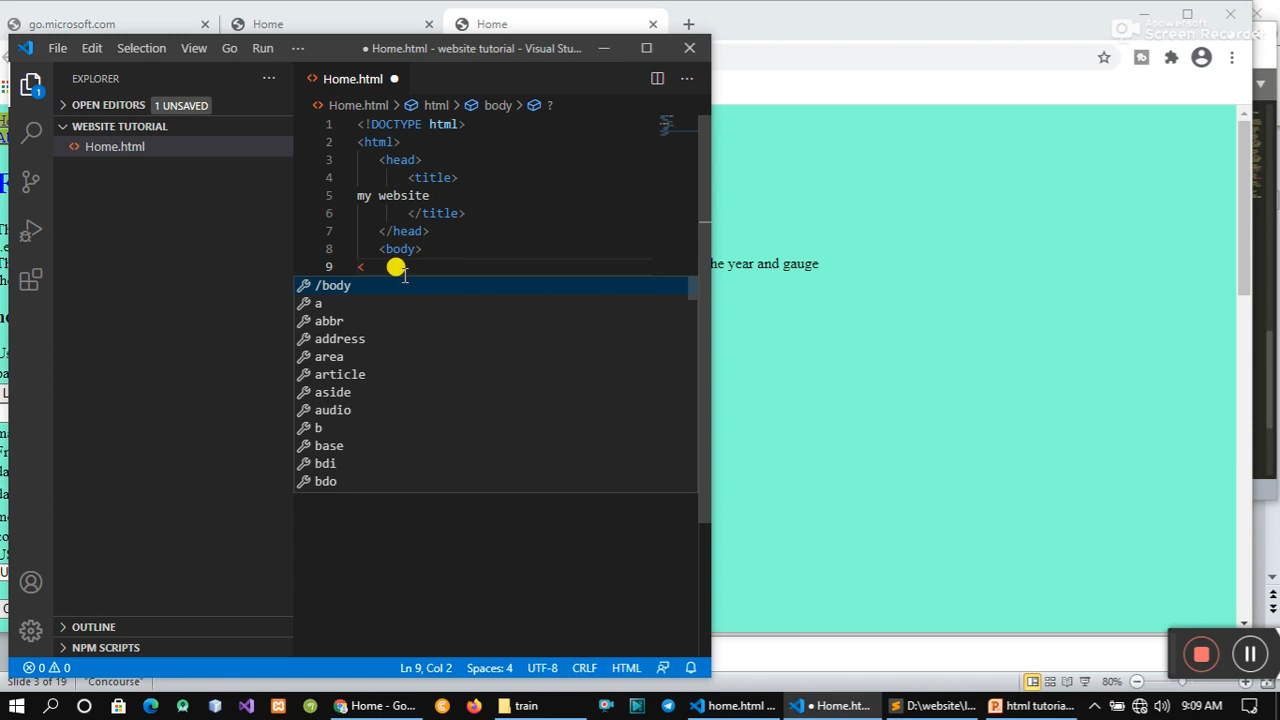 go.microsoft.com
Home
Home
Apowersoft
Screen Recorder
File Edit Selection View Go Run ···
● Home.html - website tutorial - Visual Stu...
EXPLORER
Home.html
OPEN EDITORS 1 UNSAVED
Home.html > html > body > ?
WEBSITE TUTORIAL
Home.html
1 <!DOCTYPE html>
2 <html>
3 <head>
4 <title>
5 my website
6 </title>
7 </head>
8 <body>
9 <
he year and gauge
/body
a
abbr
address
area
article
aside
audio
b
base
bdi
bdo
OUTLINE
NPM SCRIPTS
0 0 Ln 9, Col 2 Spaces: 4 UTF-8 CRLF HTML
Slide 3 of 19 "Concourse" 80%
Home - Go... train home.html ... ● Home.ht... D:\website\I... html tutoria... 9:09 AM